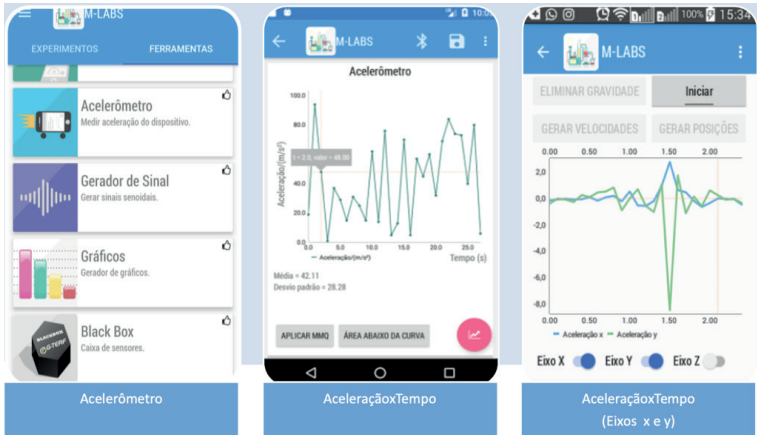 M-LABS
EXPERIMENTOS FERRAMENTAS
Acelerômetro
Medir aceleração do dispositivo.
Gerador de Sinal
Gerar sinais senoidais.
Gráficos
Gerador de gráficos.
Black Box
Caixa de sensores.
BLACKBOX
G-TERF
Acelerômetro
M-LABS
Acelerômetro
100.0
80.0
t = 2.0, valor = 48.00
40.0
20.0
0.0
Aceleração/(m/s²)
0.0 5.0 10.0 15.0 20.0 25.0
Aceleração/(m/s²) Tempo (s)
Média = 42.11
Desvio padrão = 28.28
APLICAR MMQ ÁREA ABAIXO DA CURVA
AceleraçãoxTempo
100% 15:34
M-LABS
ELIMINAR GRAVIDADE Iniciar
GERAR VELOCIDADES GERAR POSIÇÕES
0.00 0.50 1.00 1.50 2.00
2,0
0.0
-2,0
-4,0
-6,0
-8,0
0.00 0.50 1.00 1.50 2.00
Aceleração x Aceleração y
Eixo X Eixo Y Eixo Z
AceleraçãoxTempo
(Eixos x e y)